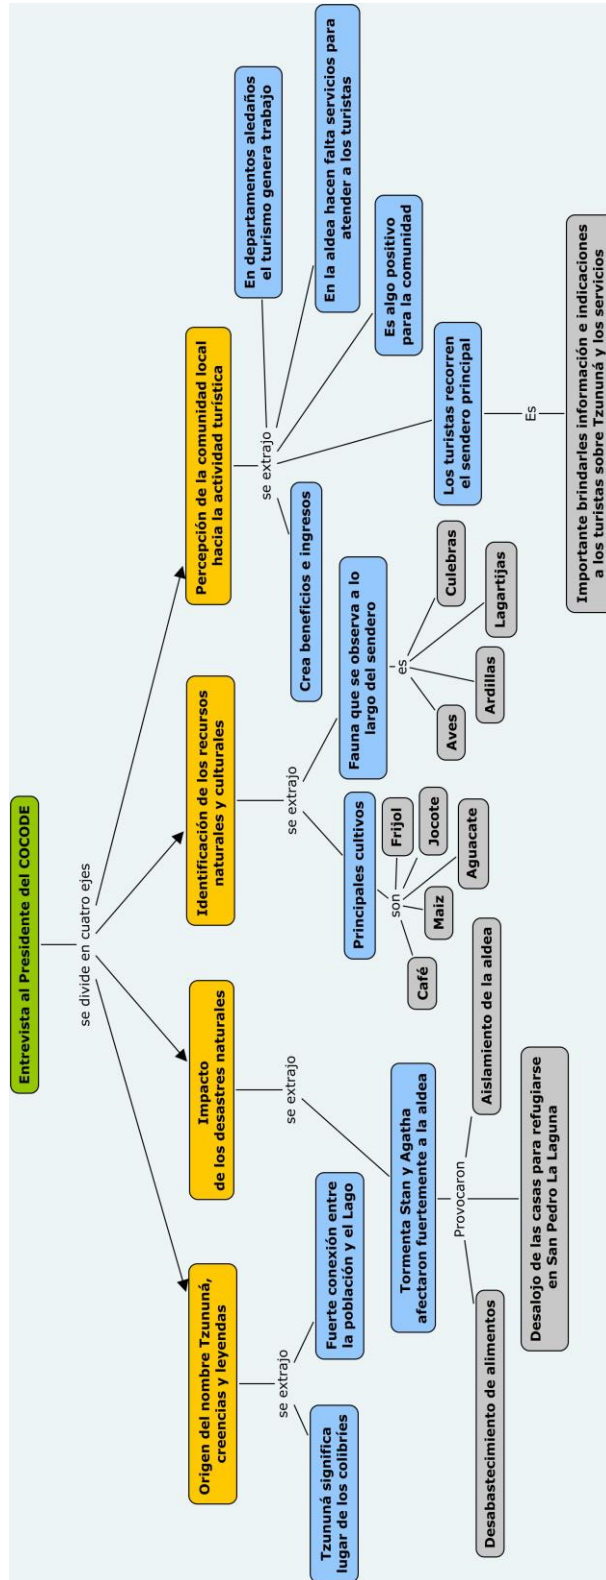 Entrevista al Presidente del COCODE
se divide en cuatro ejes
Origen del nombre Tzununá,
creencias y leyendas
se extrajo
Tzununá significa
lugar de los colibríes
Fuerte conexión entre
la población y el Lago
Impacto
de los desastres naturales
se extrajo
Tormenta Stan y Agatha
afectaron fuertemente a la aldea
Provocaron
Desabastecimiento de alimentos
Desalojo de las casas para refugiarse
en San Pedro La Laguna
Aislamiento de la aldea
Identificación de los recursos
naturales y culturales
se extrajo
Principales cultivos
son
Café
Maiz
Aguacate
Jocote
Frijol
Fauna que se observa a lo
largo del sendero
es
Aves
Ardillas
Lagartijas
Culebras
Percepción de la comunidad local
hacia la actividad turística
se extrajo
Crea beneficios e ingresos
Los turistas recorren
el sendero principal
Es
Importante brindarles información e indicaciones
a los turistas sobre Tzununá y los servicios
Es algo positivo
para la comunidad
En la aldea hacen falta servicios para
atender a los turistas
En departamentos aledaños
el turismo genera trabajo